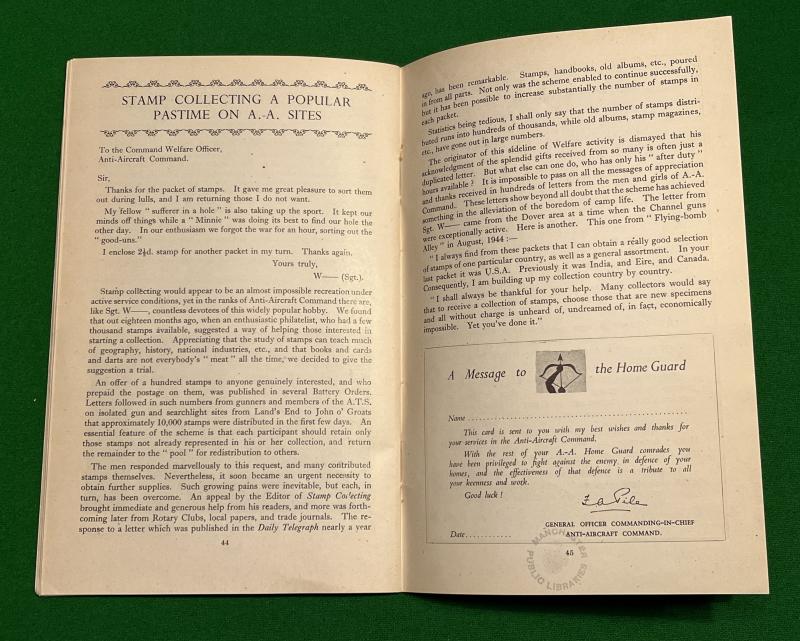 STAMP COLLECTING A POPULAR
PASTIME ON A.-A. SITES
To the Command Welfare Officer,
Anti-Aircraft Command.
Sir,
Thanks for the packet of stamps. It gave me great pleasure to sort them
out during lulls, and I am returning those I do not want.
My fellow " sufferer in a hole " is also taking up the sport. It kept our
minds off things while a " Minnie " was doing its best to find our hole the
other day. In our enthusiasm we forgot the war for an hour, sorting out the
" good-uns."
I enclose 2½d. stamp for another packet in my turn. Thanks again.
Yours truly,
W—— (Sgt.).
Stamp collecting would appear to be an almost impossible recreation under
active service conditions, yet in the ranks of Anti-Aircraft Command there are,
like Sgt. W——, countless devotees of this widely popular hobby. We found
that out eighteen months ago, when an enthusiastic philatelist, who had a few
thousand stamps available, suggested a way of helping those interested in
starting a collection. Appreciating that the study of stamps can teach much
of geography, history, national industries, etc., and that books and cards
and darts are not everybody's " meat " all the time, we decided to give the
suggestion a trial.
An offer of a hundred stamps to anyone genuinely interested, and who
prepaid the postage on them, was published in several Battery Orders.
Letters followed in such numbers from gunners and members of the A.T.S.
on isolated gun and searchlight sites from Land's End to John o' Groats
that approximately 10,000 stamps were distributed in the first few days. An
essential feature of the scheme is that each participant should retain only
those stamps not already represented in his or her collection, and return
the remainder to the " pool " for redistribution to others.
The men responded marvellously to this request, and many contributed
stamps themselves. Nevertheless, it soon became an urgent necessity to
obtain further supplies. Such growing pains were inevitable, but each, in
turn, has been overcome. An appeal by the Editor of Stamp Collecting
brought immediate and generous help from his readers, and more was forth-
coming later from Rotary Clubs, local papers, and trade journals. The re-
sponse to a letter which was published in the Daily Telegraph nearly a year
44
ago, has been remarkable. Stamps, handbooks, old albums, etc., poured
in from all parts. Not only was the scheme enabled to continue successfully,
but it has been possible to increase substantially the number of stamps in
each packet.
Statistics being tedious, I shall only say that the number of stamps distri-
buted runs into hundreds of thousands, while old albums, stamp magazines,
etc., have gone out in large numbers.
The originator of this sideline of Welfare activity is dismayed that his
acknowledgment of the splendid gifts received from so many is often just a
duplicated letter. But what else can one do, who has only his " after duty "
hours available ? It is impossible to pass on all the messages of appreciation
and thanks received in hundreds of letters from the men and girls of A.-A.
Command. These letters show beyond all doubt that the scheme has achieved
something in the alleviation of the boredom of camp life. The letter from
Sgt. W—— came from the Dover area at a time when the Channel guns
were exceptionally active. Here is another. This one from " Flying-bomb
Alley " in August, 1944 :—
" I always find from these packets that I can obtain a really good selection
of stamps of one particular country, as well as a general assortment. In your
last packet it was U.S.A. Previously it was India, and Eire, and Canada.
Consequently, I am building up my collection country by country.
" I shall always be thankful for your help. Many collectors would say
that to receive a collection of stamps, choose those that are new specimens
and all without charge is unheard of, undreamed of, in fact, economically
impossible. Yet you've done it."
A Message to the Home Guard
Name
This card is sent to you with my best wishes and thanks for
your services in the Anti-Aircraft Command.
With the rest of your A.-A. Home Guard comrades you
have been privileged to fight against the enemy in defence of your
homes, and the effectiveness of that defence is a tribute to all
your keenness and work.
Good luck !
F A Pile
GENERAL OFFICER COMMANDING-IN-CHIEF
ANTI-AIRCRAFT COMMAND.
Date
45
MANCHESTER
PUBLIC LIBRARIES